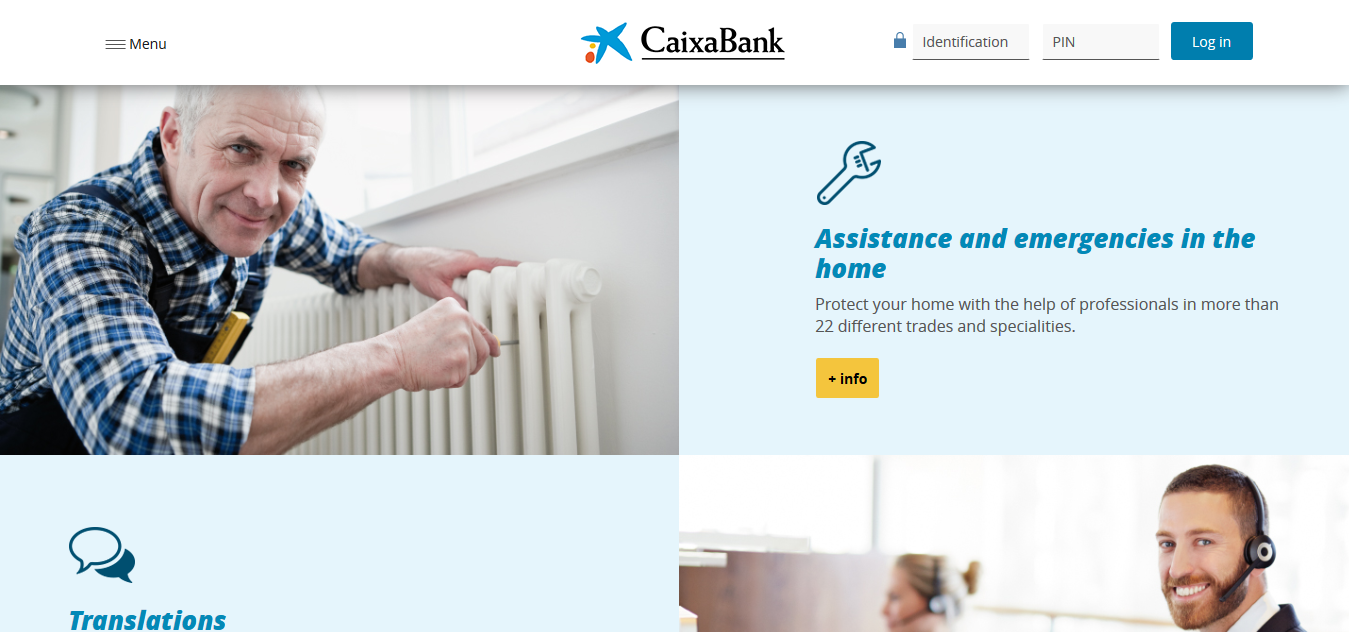 Menu
CaixaBank
Identification
PIN
Log in
Assistance and emergencies in the
home
Protect your home with the help of professionals in more than
22 different trades and specialities.
+ info
Translations